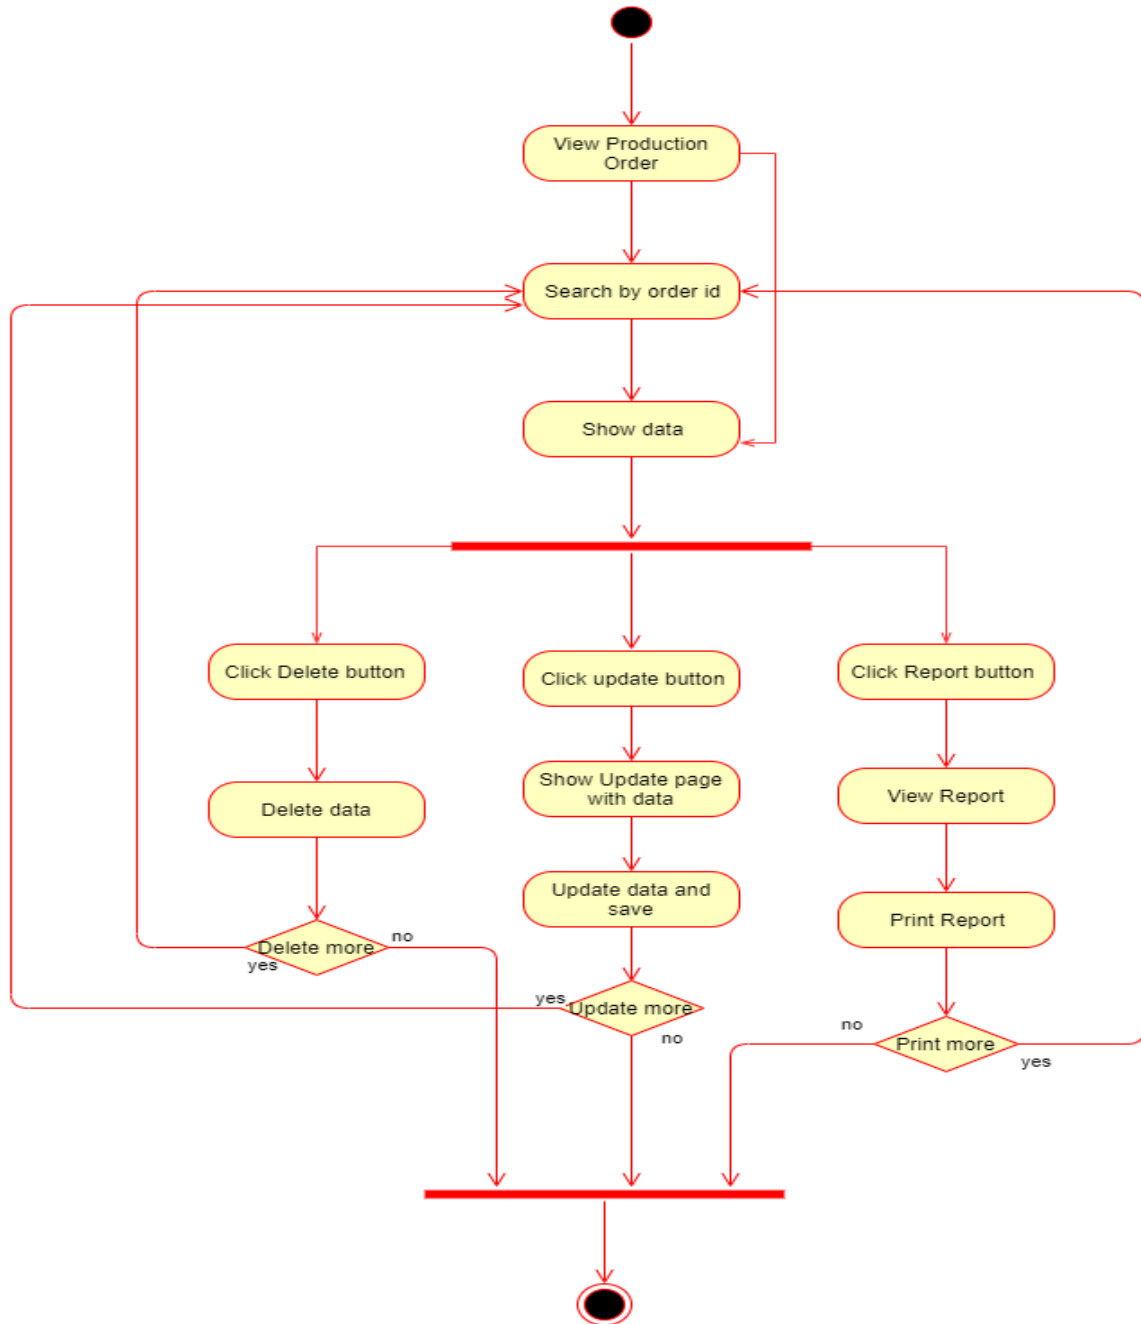 View Production
Order
Search by order id
Show data
Click Delete button
Click update button
Click Report button
Show Update page
with data
View Report
Delete data
Update data and
save
Print Report
Delete more
no
yes
Update more
yes
no
Print more
no
yes